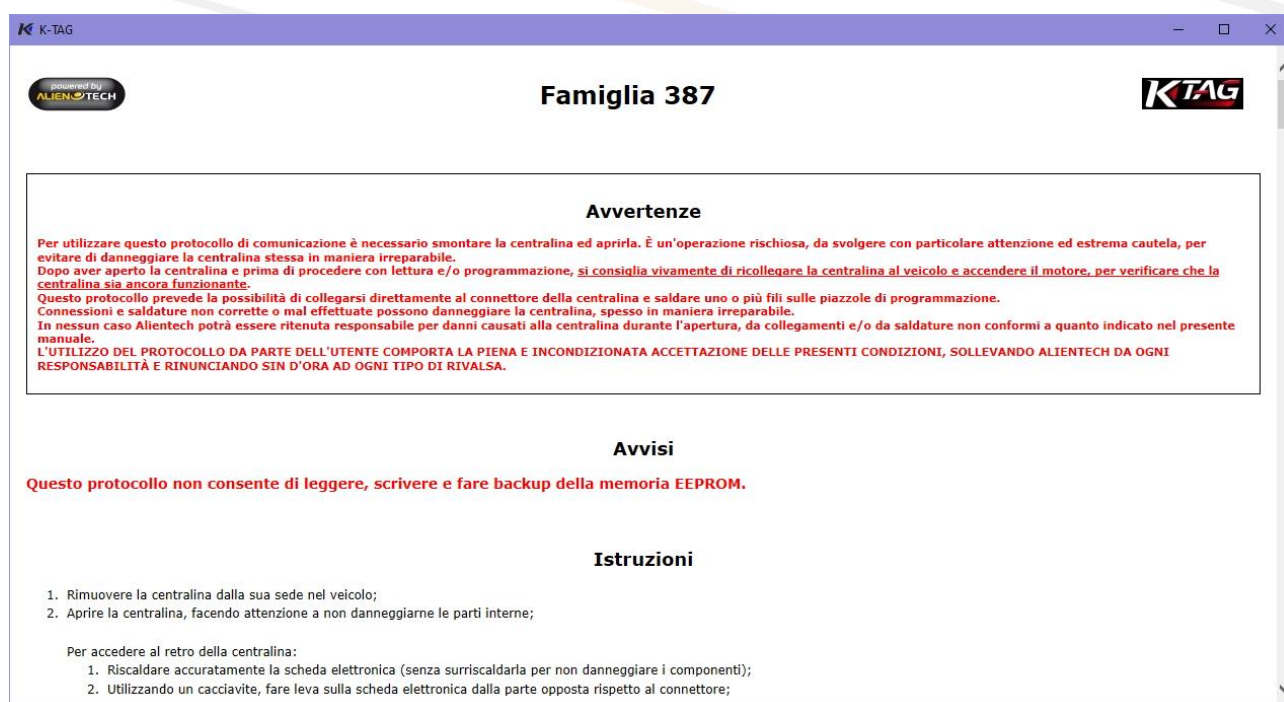 K-TAG
powered by
ALIENTECH
Famiglia 387
KTAG
Avvertenze
Per utilizzare questo protocollo di comunicazione è necessario smontare la centralina ed aprirla. È un'operazione rischiosa, da svolgere con particolare attenzione ed estrema cautela, per
evitare di danneggiare la centralina stessa in maniera irreparabile.
Dopo aver aperto la centralina e prima di procedere con lettura e/o programmazione, si consiglia vivamente di ricollegare la centralina al veicolo e accendere il motore, per verificare che la
centralina sia ancora funzionante.
Questo protocollo prevede la possibilità di collegarsi direttamente al connettore della centralina e saldare uno o più fili sulle piazzole di programmazione.
Connessioni e saldature non corrette o mal effettuate possono danneggiare la centralina, spesso in maniera irreparabile.
In nessun caso Alientech potrà essere ritenuta responsabile per danni causati alla centralina durante l'apertura, da collegamenti e/o da saldature non conformi a quanto indicato nel presente
manuale.
L'UTILIZZO DEL PROTOCOLLO DA PARTE DELL'UTENTE COMPORTA LA PIENA E INCONDIZIONATA ACCETTAZIONE DELLE PRESENTI CONDIZIONI, SOLLEVANDO ALIENTECH DA OGNI
RESPONSABILITÀ E RINUNCIANDO SIN D'ORA AD OGNI TIPO DI RIVALSA.
Avvisi
Questo protocollo non consente di leggere, scrivere e fare backup della memoria EEPROM.
Istruzioni
1. Rimuovere la centralina dalla sua sede nel veicolo;
2. Aprire la centralina, facendo attenzione a non danneggiarne le parti interne;
Per accedere al retro della centralina:
1. Riscaldare accuratamente la scheda elettronica (senza surriscaldarla per non danneggiare i componenti);
2. Utilizzando un cacciavite, fare leva sulla scheda elettronica dalla parte opposta rispetto al connettore;